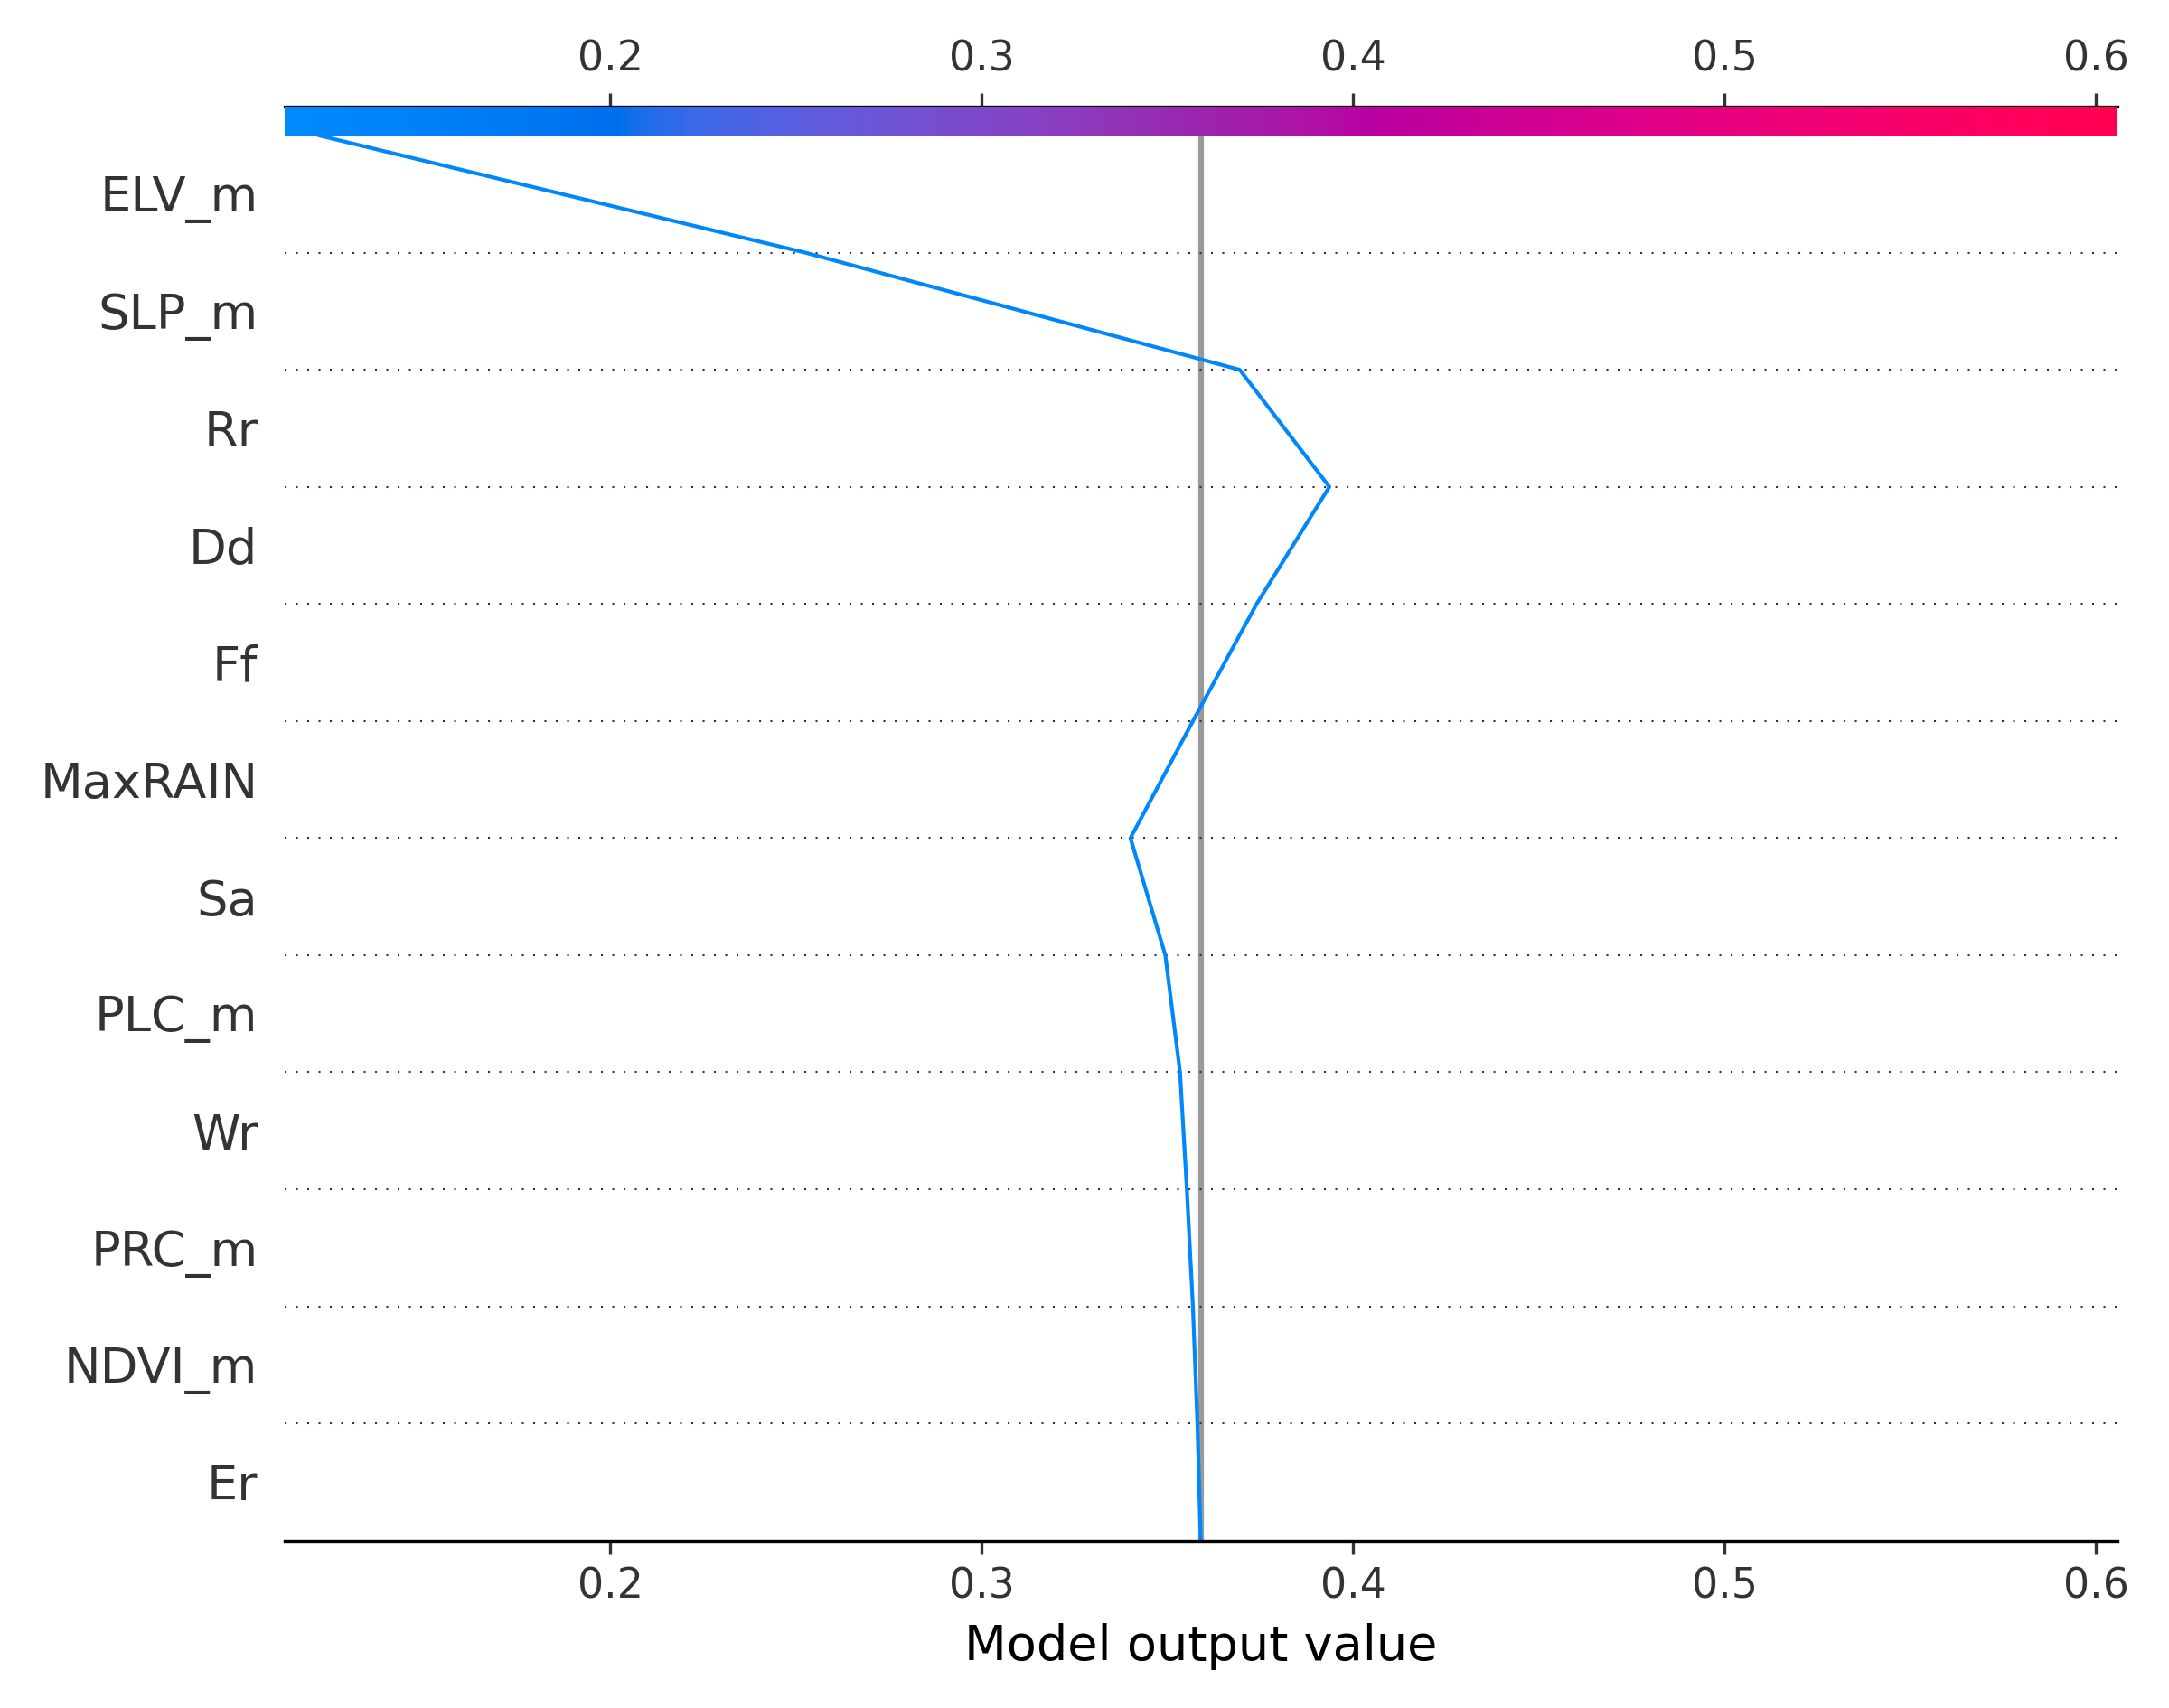 0.2 0.3 0.4 0.5 0.6
ELV_m
SLP_m
Rr
Dd
Ff
MaxRAIN
Sa
PLC_m
Wr
PRC_m
NDVI_m
Er
0.2 0.3 0.4 0.5 0.6
Model output value